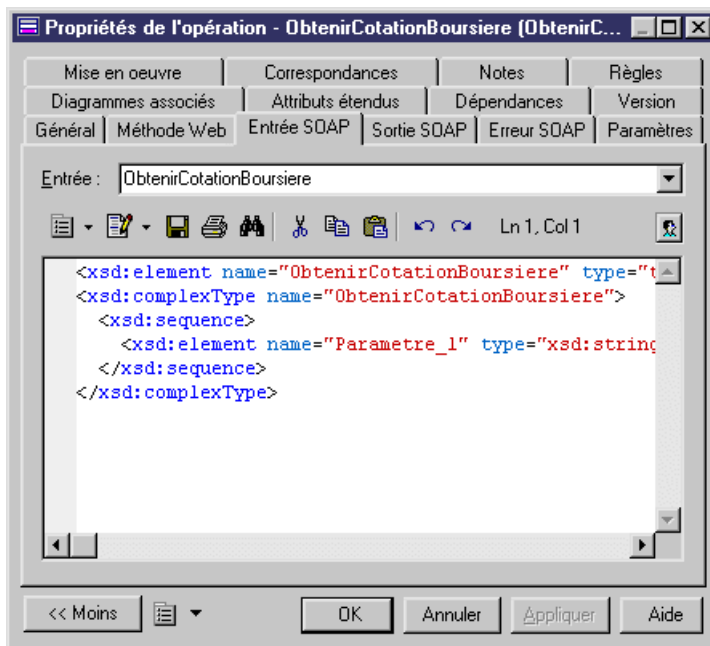 Propriétés de l'opération - ObtenirCotationBoursiere (ObtenirC...
Mise en oeuvre Correspondances Notes Règles
Diagrammes associés Attributs étendus Dépendances Version
Général Méthode Web Entrée SOAP Sortie SOAP Erreur SOAP Paramètres
Entrée : ObtenirCotationBoursiere
Ln 1, Col 1
<xsd:element name="ObtenirCotationBoursiere" type="t
<xsd:complexType name="ObtenirCotationBoursiere">
<xsd:sequence>
<xsd:element name="Parametre_1" type="xsd:string
</xsd:sequence>
</xsd:complexType>
<< Moins OK Annuler Appliquer Aide